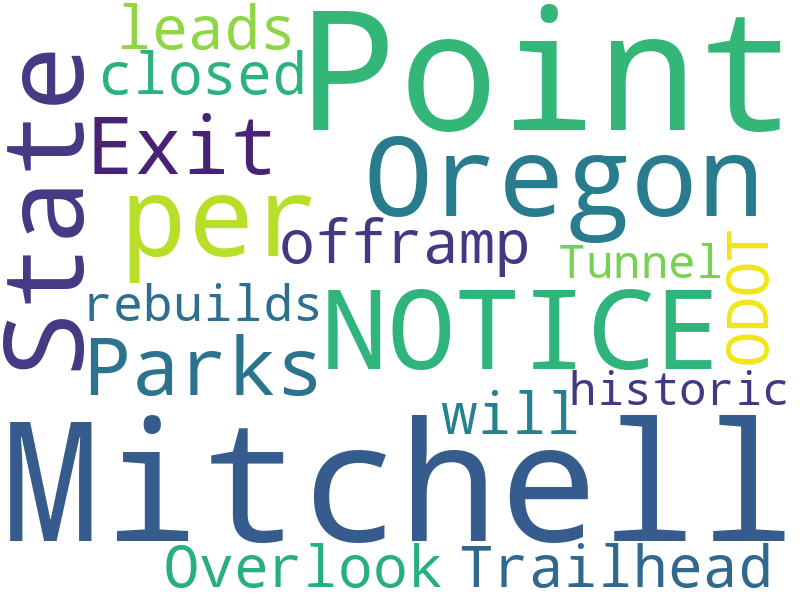 leads
Point
closed
State
Exit
Oregon
per
offramp
Tunnel
ODOT
rebuilds
NOTICE
Parks
historic
will
Mitchell
Overlook
Trailhead